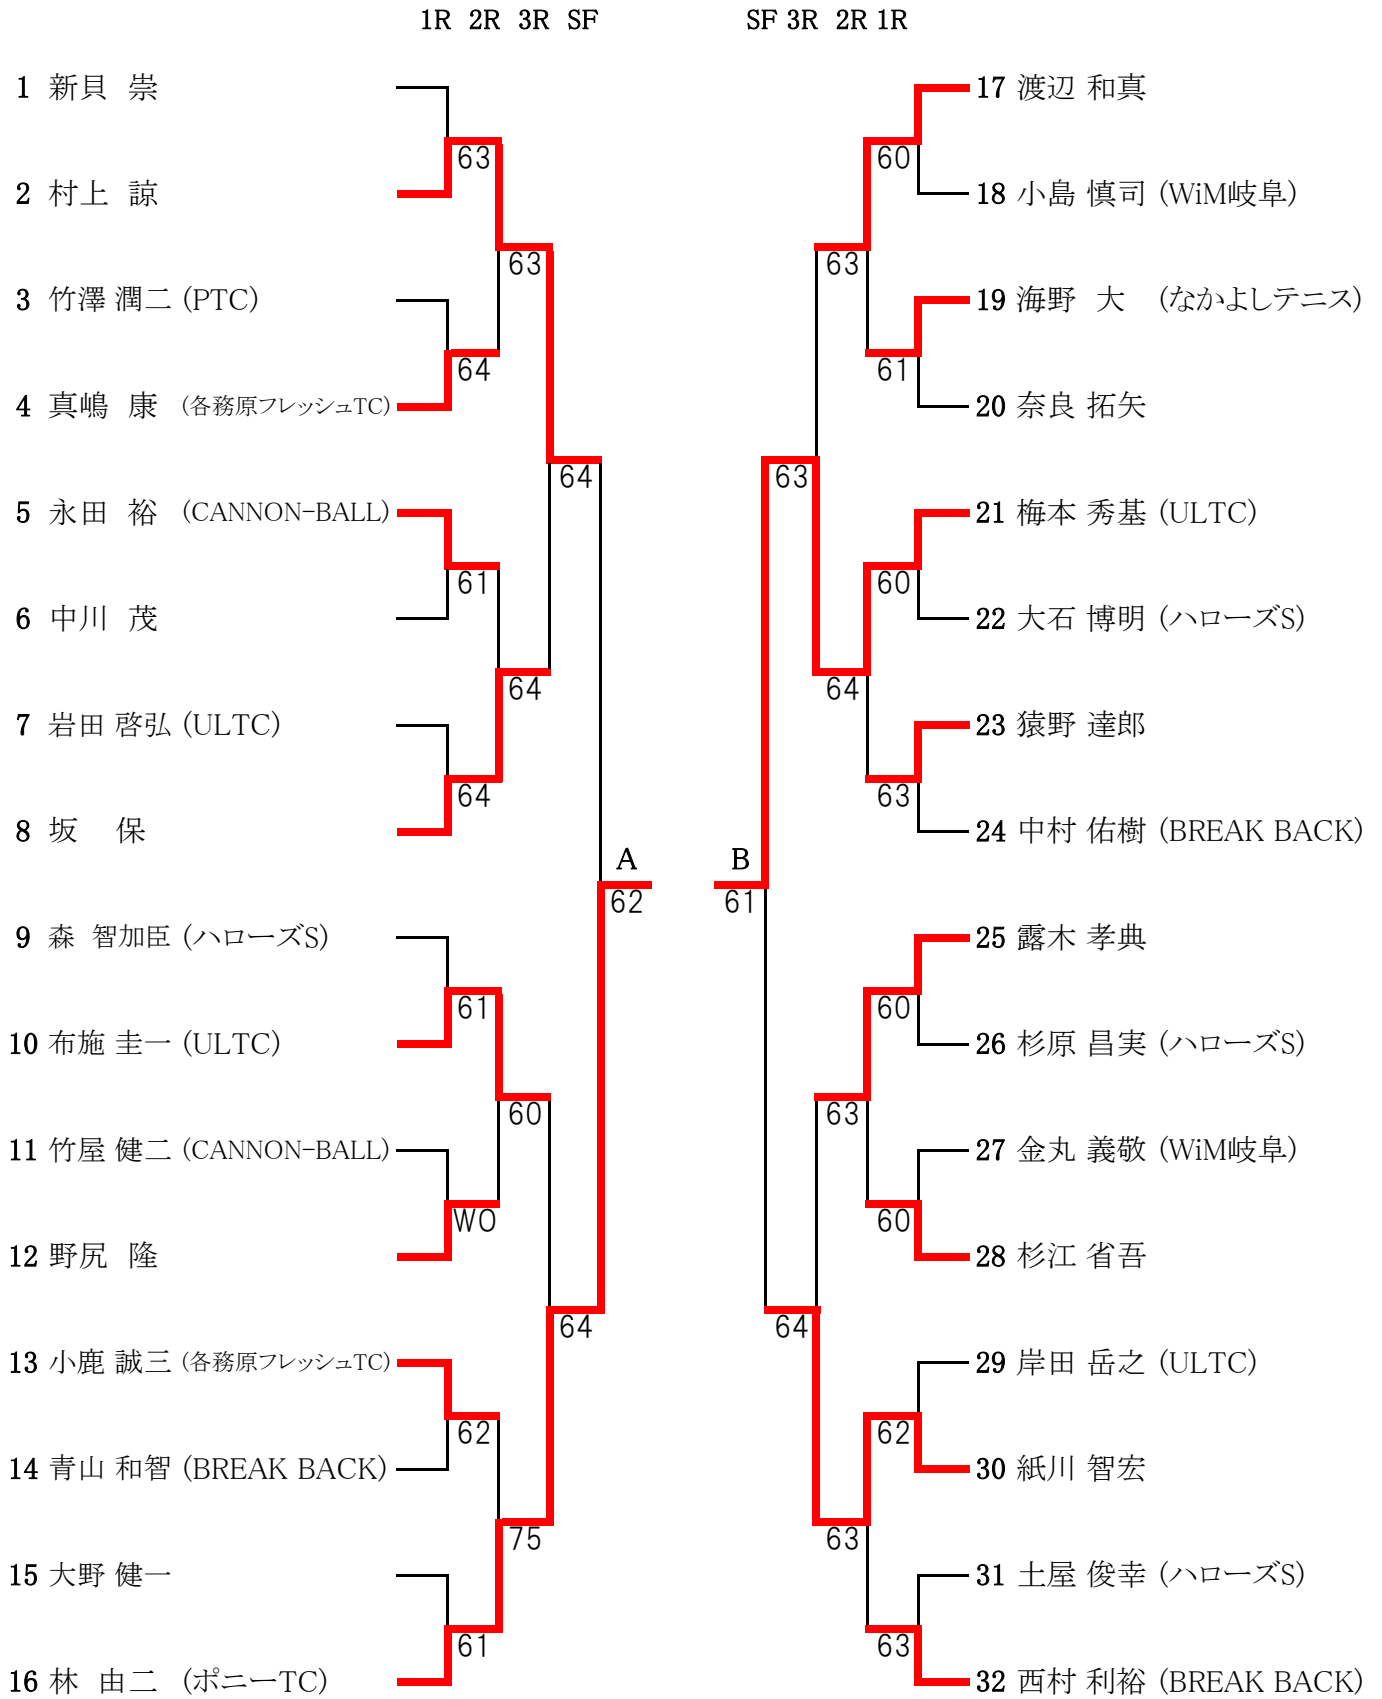 1R 2R 3R SF SF 3R 2R 1R
1 新貝 崇 17 渡辺 和真
63 60
2 村上 諒 18 小島 慎司 (WiM岐阜)
63 63
3 竹澤 潤二 (PTC) 19 海野 大 (なかよしテニス)
64 61
4 真嶋 康 (各務原フレッシュTC) 20 奈良 拓矢
64 63
5 永田 裕 (CANNON-BALL) 21 梅本 秀基 (ULTC)
61 60
6 中川 茂 22 大石 博明 (ハローズS)
64 64
7 岩田 啓弘 (ULTC) 23 猿野 達郎
64 63
8 坂 保 24 中村 佑樹 (BREAK BACK)
A B
62 61
9 森 智加臣 (ハローズS) 25 露木 孝典
61 60
10 布施 圭一 (ULTC) 26 杉原 昌実 (ハローズS)
60 63
11 竹屋 健二 (CANNON-BALL) 27 金丸 義敬 (WiM岐阜)
WO 60
12 野尻 隆 28 杉江 省吾
64 64
13 小鹿 誠三 (各務原フレッシュTC) 29 岸田 岳之 (ULTC)
62 62
14 青山 和智 (BREAK BACK) 30 紙川 智宏
75 63
15 大野 健一 31 土屋 俊幸 (ハローズS)
61 63
16 林 由二 (ポニーTC) 32 西村 利裕 (BREAK BACK)